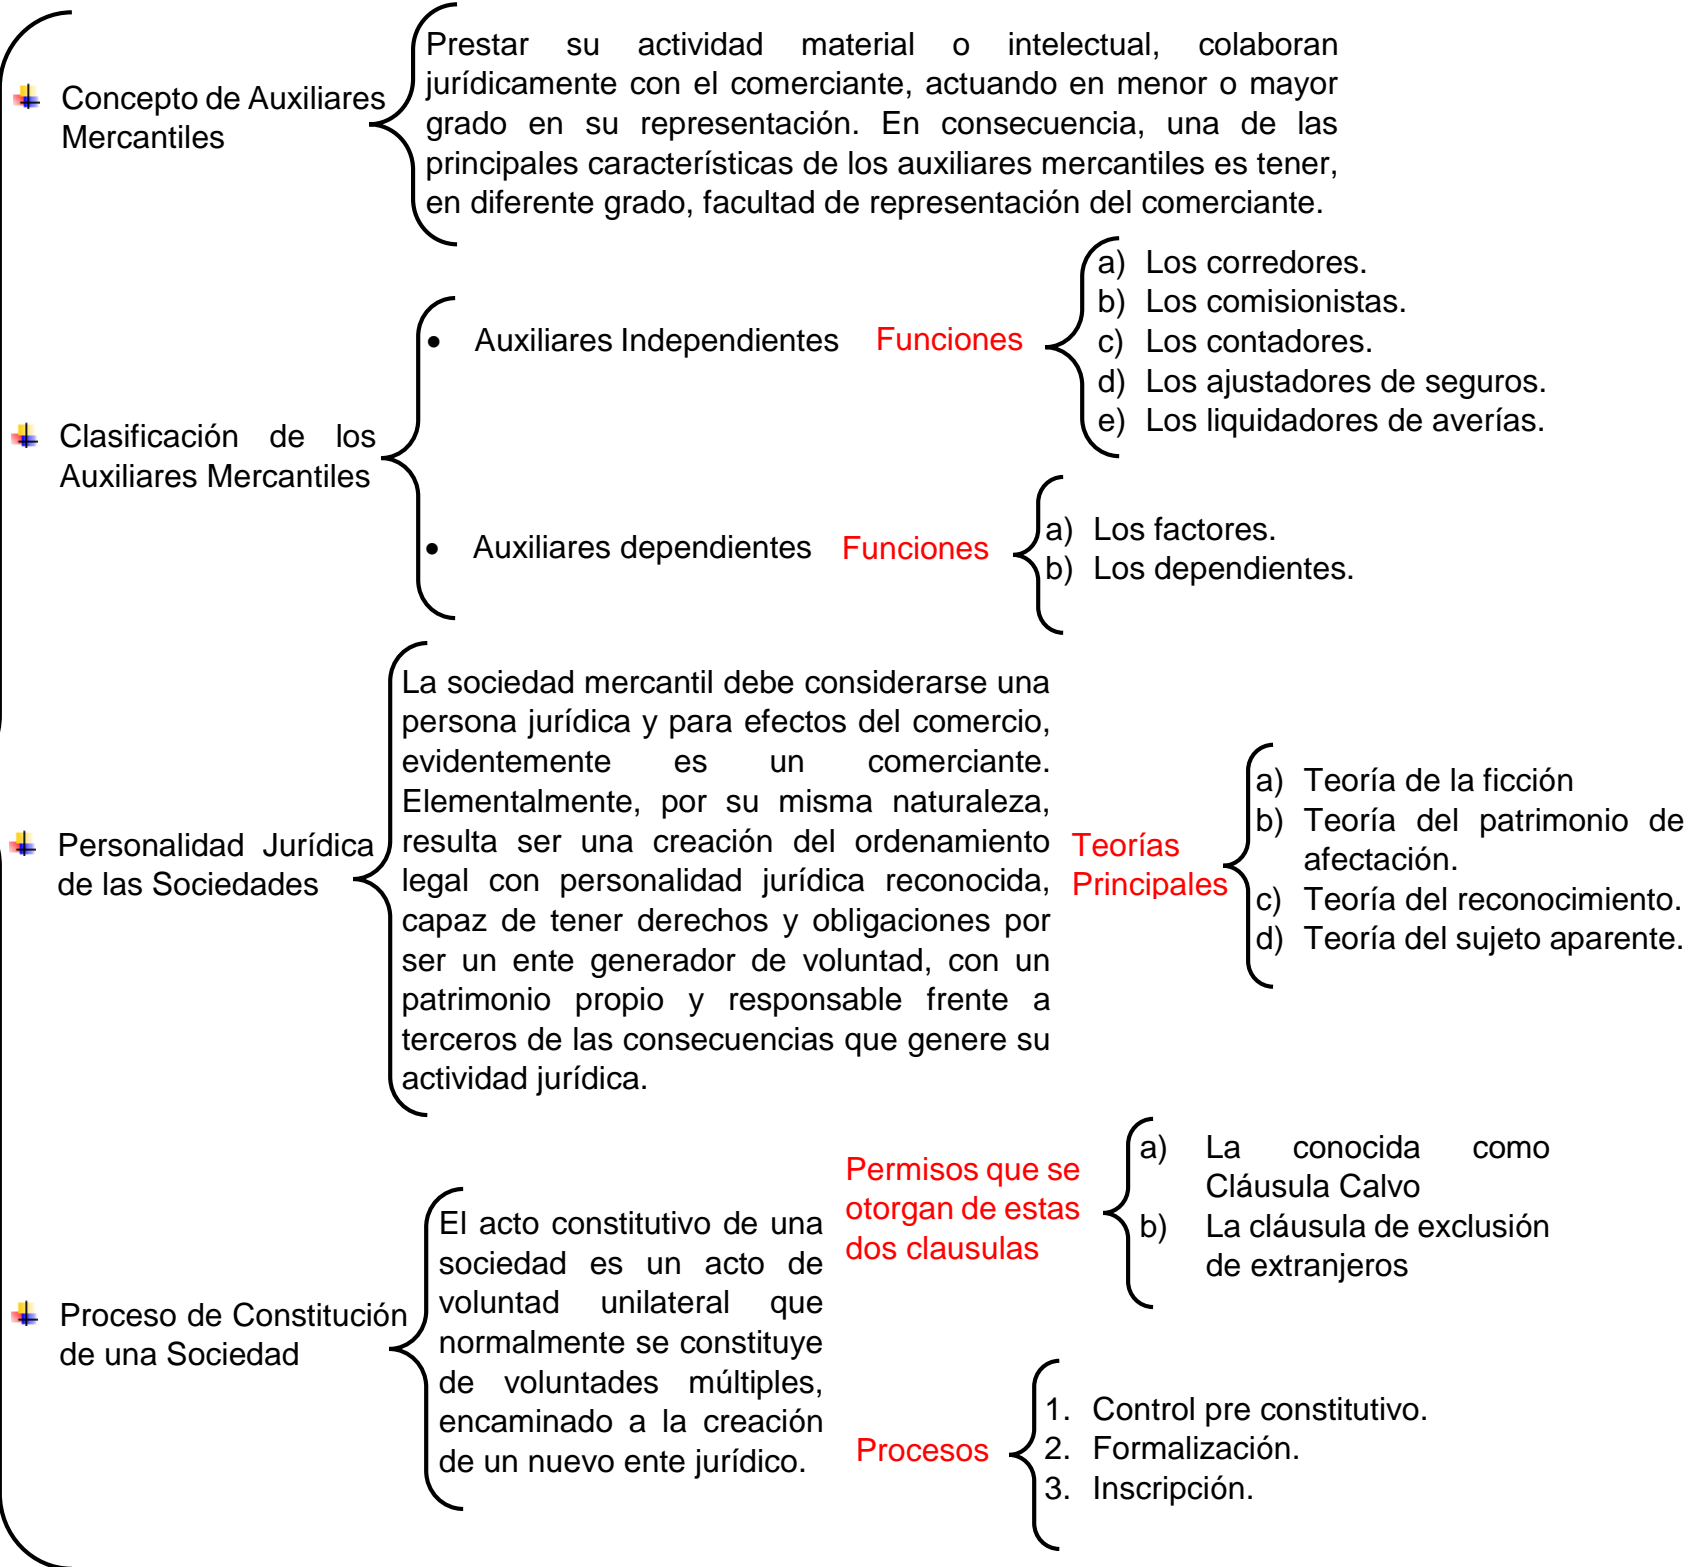 Concepto de Auxiliares
Mercantiles
Prestar su actividad material o intelectual, colaboran
jurídicamente con el comerciante, actuando en menor o mayor
grado en su representación. En consecuencia, una de las
principales características de los auxiliares mercantiles es tener,
en diferente grado, facultad de representación del comerciante.
Clasificación de los
Auxiliares Mercantiles
• Auxiliares Independientes
Funciones
a) Los corredores.
b) Los comisionistas.
c) Los contadores.
d) Los ajustadores de seguros.
e) Los liquidadores de averías.
• Auxiliares dependientes
Funciones
a) Los factores.
b) Los dependientes.
Personalidad Jurídica
de las Sociedades
La sociedad mercantil debe considerarse una
persona jurídica y para efectos del comercio,
evidentemente es un comerciante.
Elementalmente, por su misma naturaleza,
resulta ser una creación del ordenamiento
legal con personalidad jurídica reconocida,
capaz de tener derechos y obligaciones por
ser un ente generador de voluntad, con un
patrimonio propio y responsable frente a
terceros de las consecuencias que genere su
actividad jurídica.
Teorías
Principales
a) Teoría de la ficción
b) Teoría del patrimonio de
afectación.
c) Teoría del reconocimiento.
d) Teoría del sujeto aparente.
Proceso de Constitución
de una Sociedad
El acto constitutivo de una
sociedad es un acto de
voluntad unilateral que
normalmente se constituye
de voluntades múltiples,
encaminado a la creación
de un nuevo ente jurídico.
Permisos que se
otorgan de estas
dos clausulas
a) La conocida como
Cláusula Calvo
b) La cláusula de exclusión
de extranjeros
Procesos
1. Control pre constitutivo.
2. Formalización.
3. Inscripción.